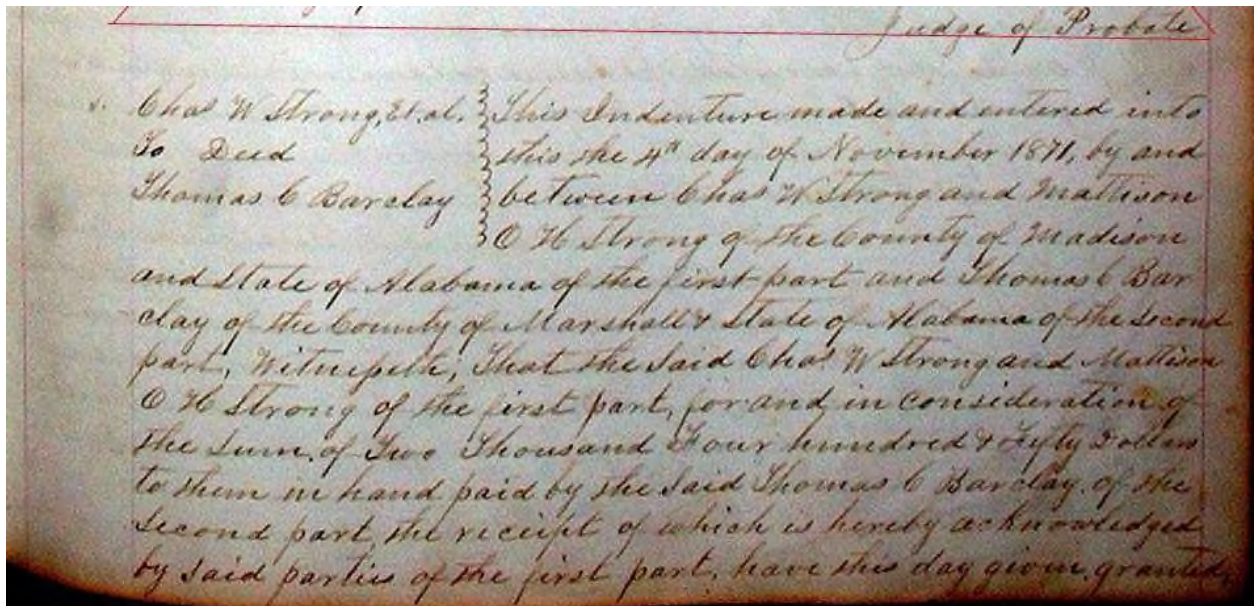 Judge of Probate
Chas W Strong, Et. al. This Indenture made and entered into
To Deed this the 4th day of November 1871, by and
Thomas C Barclay between Chas W Strong and Mattison
O H Strong of the County of Madison
and State of Alabama of the first part and Thomas C Bar
clay of the County of Marshall & State of Alabama of the Second
part, Witnesseth, That the Said Chas W Strong and Mattison
O H Strong of the first part, for and in Consideration of
the Sum of Two Thousand Four hundred & Fifty Dollars
to them in hand paid by the Said Thomas C Barclay of the
Second part the receipt of which is hereby acknowledged
by Said parties of the first part, have this day given, granted,